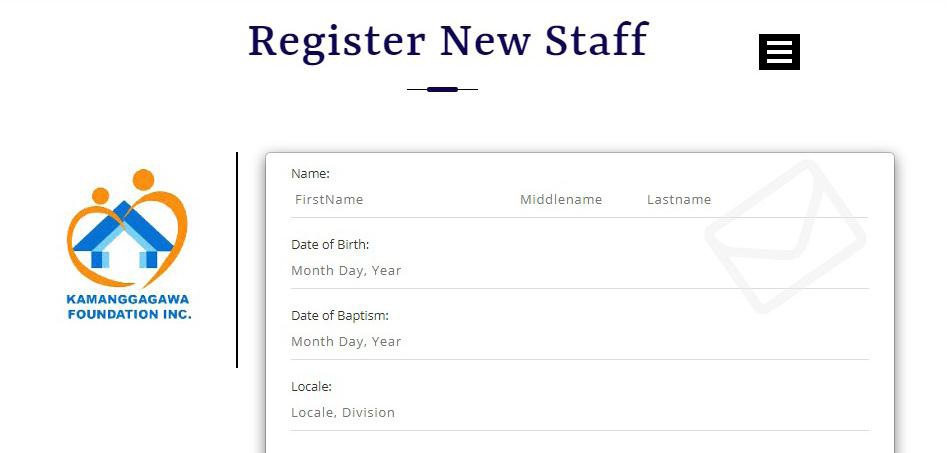 Register New Staff
KAMANGGAGAWA
FOUNDATION INC.
Name:
FirstName Middlename Lastname
Date of Birth:
Month Day, Year
Date of Baptism:
Month Day, Year
Locale:
Locale, Division